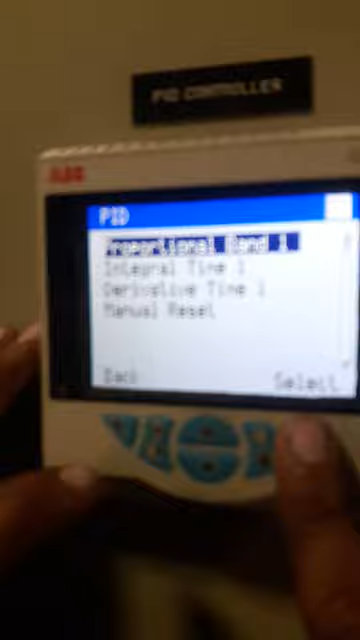 PID CONTROLLER
ABB
PID
Proportional Band 1
Integral Time 1
Derivative Time 1
Manual Reset
Back
Select